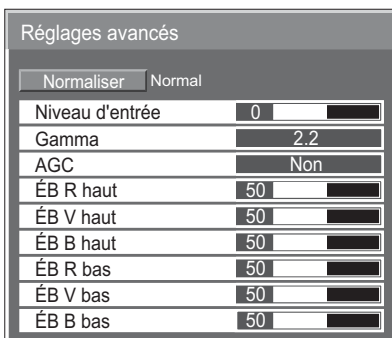 Réglages avancés
Normaliser Normal
Niveau d'entrée 0
Gamma 2.2
AGC Non
ÉB R haut 50
ÉB V haut 50
ÉB B haut 50
ÉB R bas 50
ÉB V bas 50
ÉB B bas 50